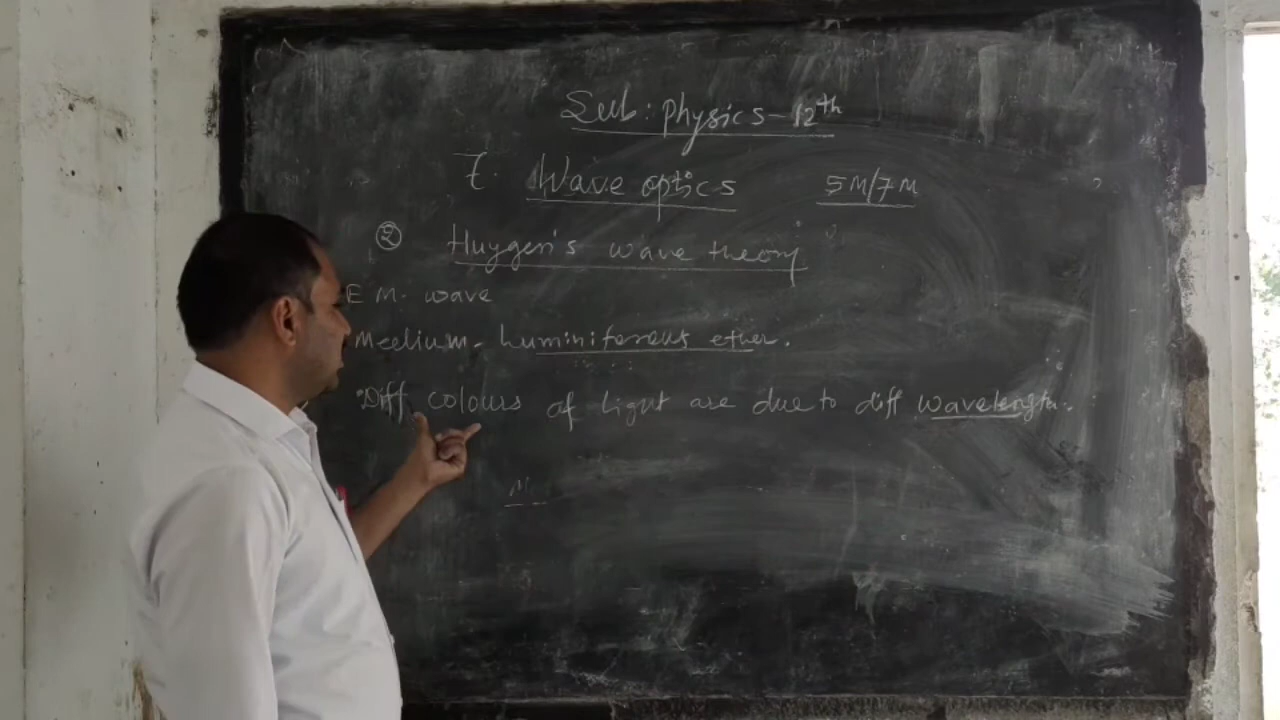 Sub: Physics - 12th
7. Wave optics 5M/7M
② Huygen's wave theory
E M. wave
Medium - Luminiferous ether.
Diff colours of light are due to diff wavelength.